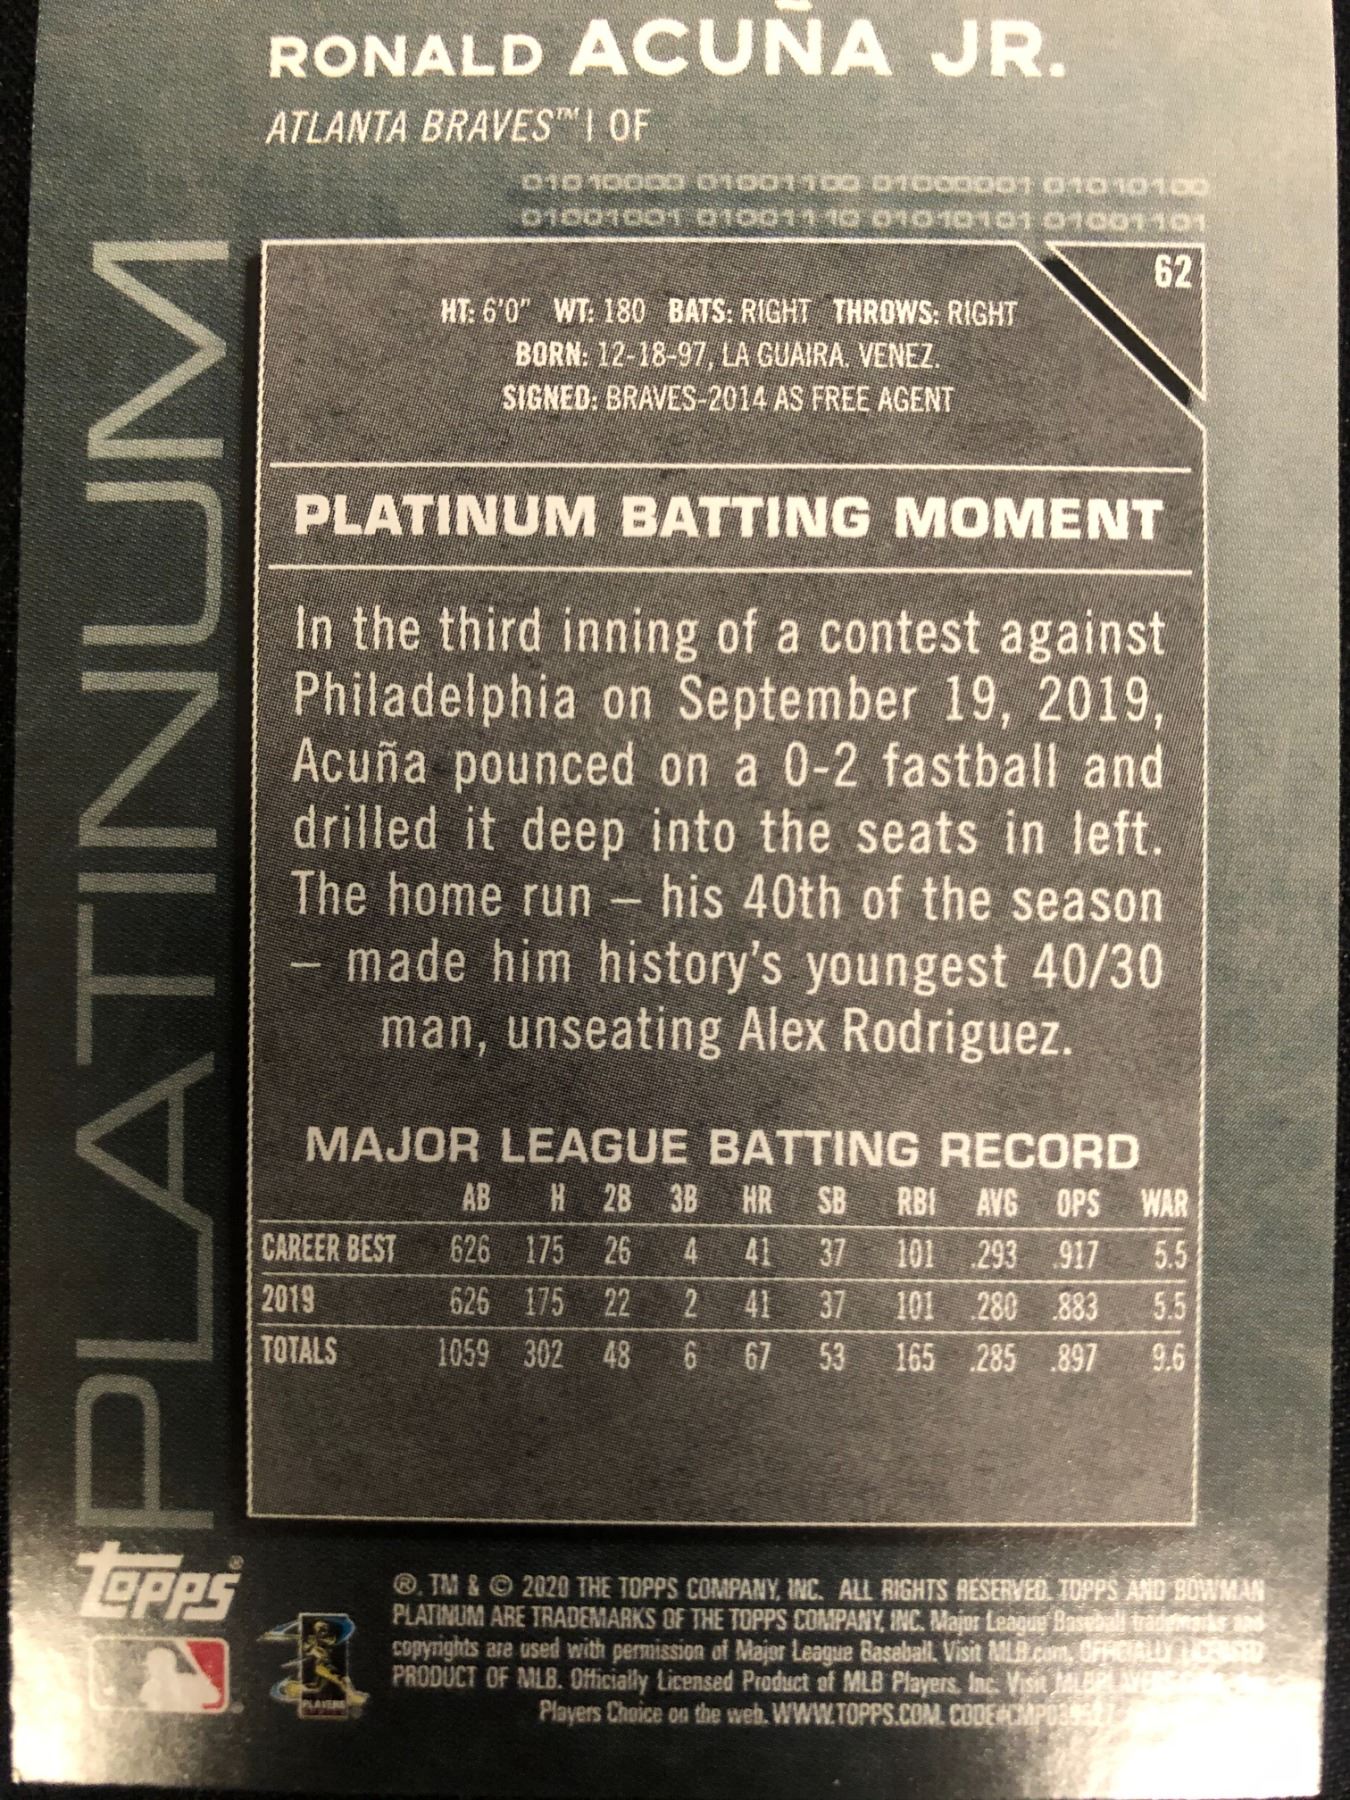 RONALD ACUÑA JR.
ATLANTA BRAVES™ | OF
01010000 01001100 01000001 01010100
01001001 01001110 01010101 01001101
PLATINUM
62
HT: 6'0" WT: 180 BATS: RIGHT THROWS: RIGHT
BORN: 12-18-97, LA GUAIRA. VENEZ.
SIGNED: BRAVES-2014 AS FREE AGENT
PLATINUM BATTING MOMENT
In the third inning of a contest against
Philadelphia on September 19, 2019,
Acuña pounced on a 0-2 fastball and
drilled it deep into the seats in left.
The home run – his 40th of the season
– made him history's youngest 40/30
man, unseating Alex Rodriguez.
MAJOR LEAGUE BATTING RECORD
AB H 2B 3B HR SB RBI AVG OPS WAR
CAREER BEST 626 175 26 4 41 37 101 .293 .917 5.5
2019 626 175 22 2 41 37 101 .280 .883 5.5
TOTALS 1059 302 48 6 67 53 165 .285 .897 9.6
Topps®
®, TM & © 2020 THE TOPPS COMPANY, INC. ALL RIGHTS RESERVED. TOPPS AND BOWMAN
PLATINUM ARE TRADEMARKS OF THE TOPPS COMPANY, INC. Major League Baseball trademarks and
copyrights are used with permission of Major League Baseball. Visit MLB.com. OFFICIALLY LICENSED
PRODUCT OF MLB. Officially Licensed Product of MLB Players, Inc. Visit
Players Choice on the web. WWW.TOPPS.COM.
PLAYERS